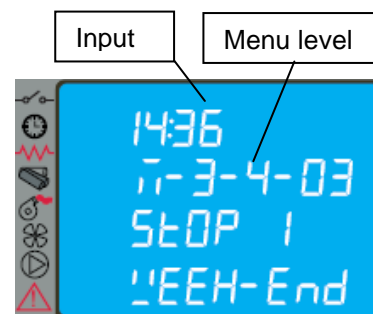 Input
Menu level
14:36
M-3-4-03
StOP 1
WEEK-End